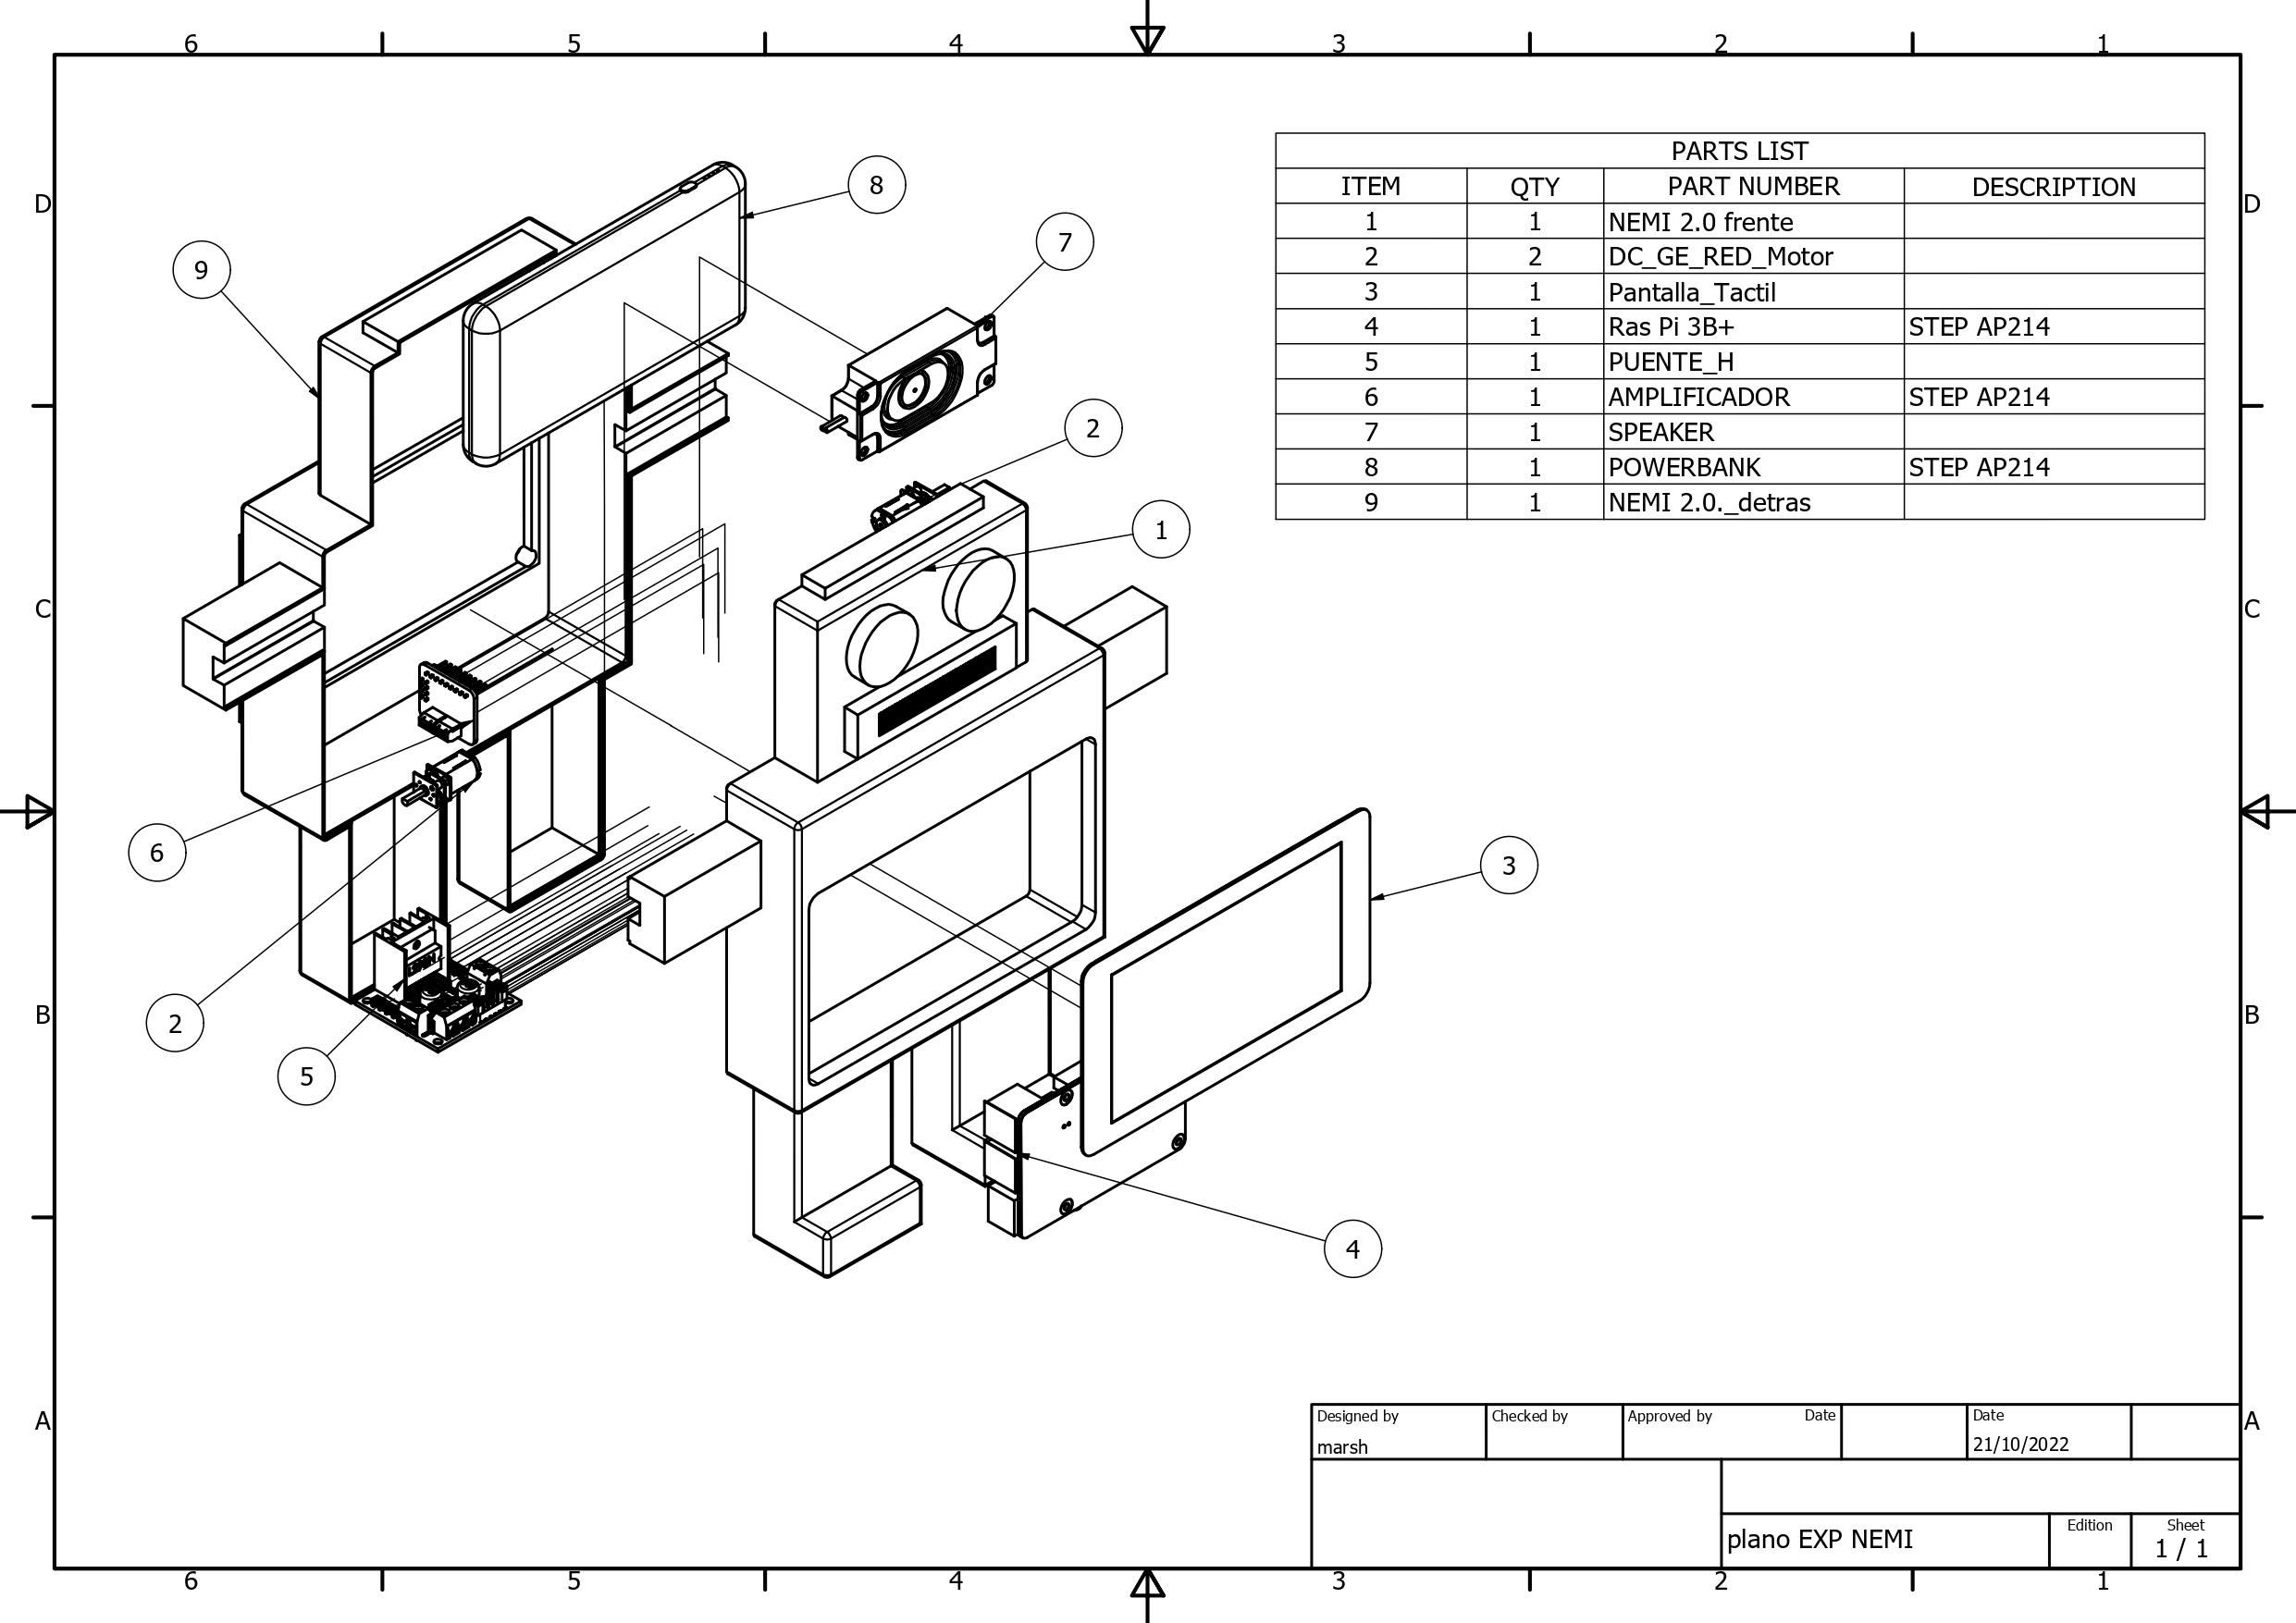 6 5 4 3 2 1
D D
C C
B B
A A
8
7
9
2
1
6
3
2
5
4
PARTS LIST
ITEM QTY PART NUMBER DESCRIPTION
1 1 NEMI 2.0 frente
2 2 DC_GE_RED_Motor
3 1 Pantalla_Tactil
4 1 Ras Pi 3B+ STEP AP214
5 1 PUENTE_H
6 1 AMPLIFICADOR STEP AP214
7 1 SPEAKER
8 1 POWERBANK STEP AP214
9 1 NEMI 2.0._detras
Designed by Checked by Approved by Date Date
marsh 21/10/2022
plano EXP NEMI Edition Sheet
1 / 1
6 5 4 3 2 1